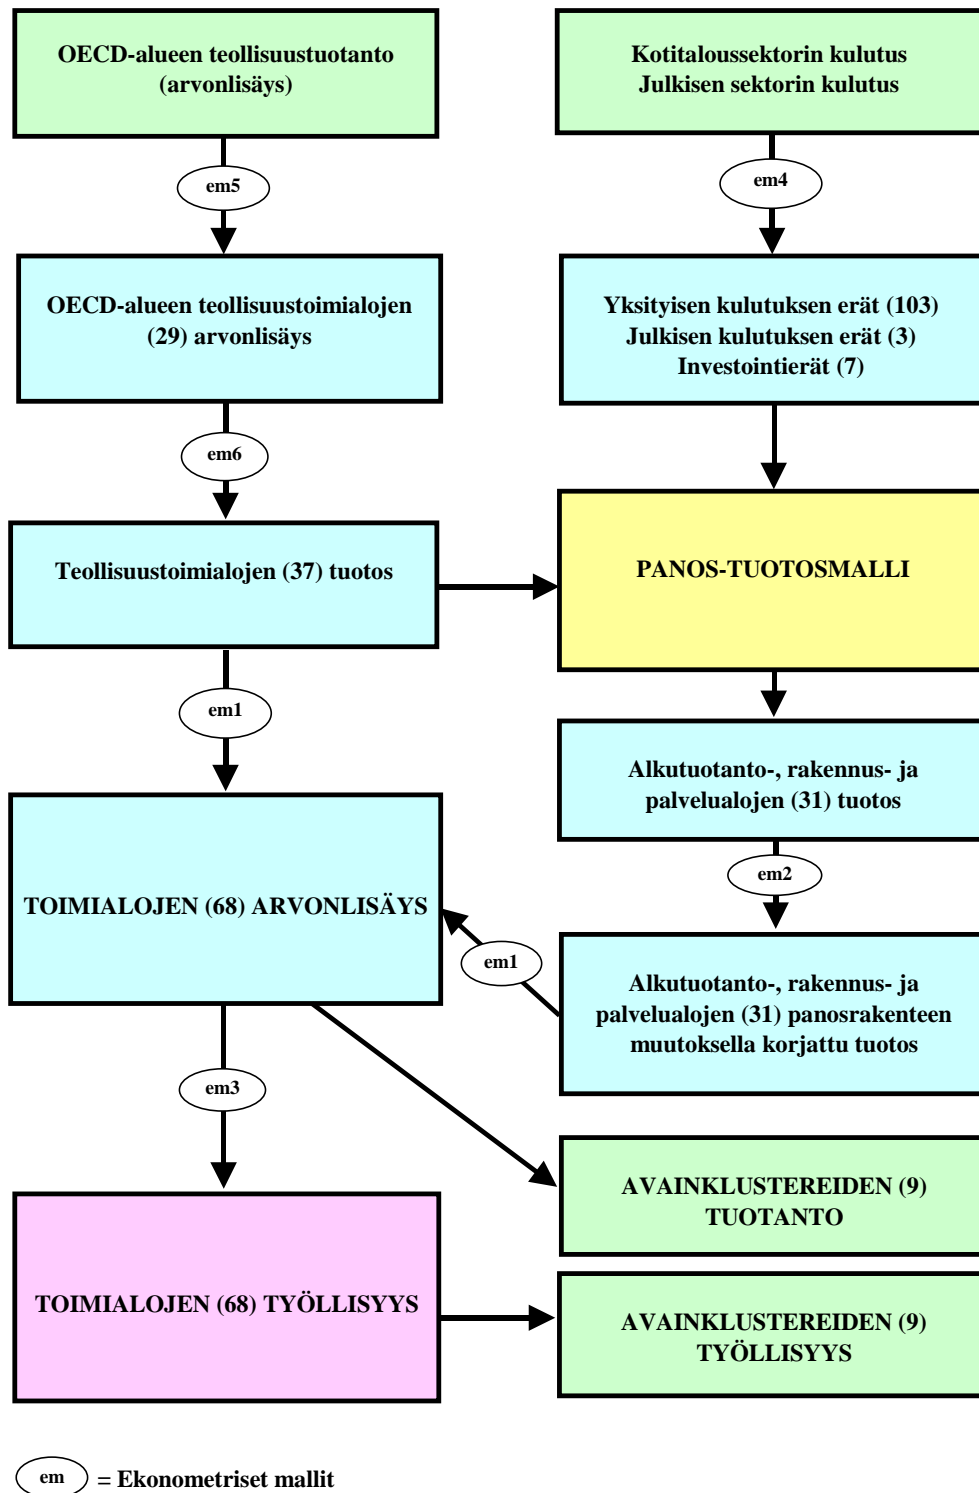 OECD-alueen teollisuustuotanto
(arvonlisäys)
Kotitaloussektorin kulutus
Julkisen sektorin kulutus
em5
em4
OECD-alueen teollisuustoimialojen
(29) arvonlisäys
Yksityisen kulutuksen erät (103)
Julkisen kulutuksen erät (3)
Investointierät (7)
em6
Teollisuustoimialojen (37) tuotos
PANOS-TUOTOSMALLI
em1
Alkutuotanto-, rakennus- ja
palvelualojen (31) tuotos
em2
TOIMIALOJEN (68) ARVONLISÄYS
em1
Alkutuotanto-, rakennus- ja
palvelualojen (31) panosrakenteen
muutoksella korjattu tuotos
em3
AVAINKLUSTEREIDEN (9)
TUOTANTO
TOIMIALOJEN (68) TYÖLLISYYS
AVAINKLUSTEREIDEN (9)
TYÖLLISYYS
em = Ekonometriset mallit